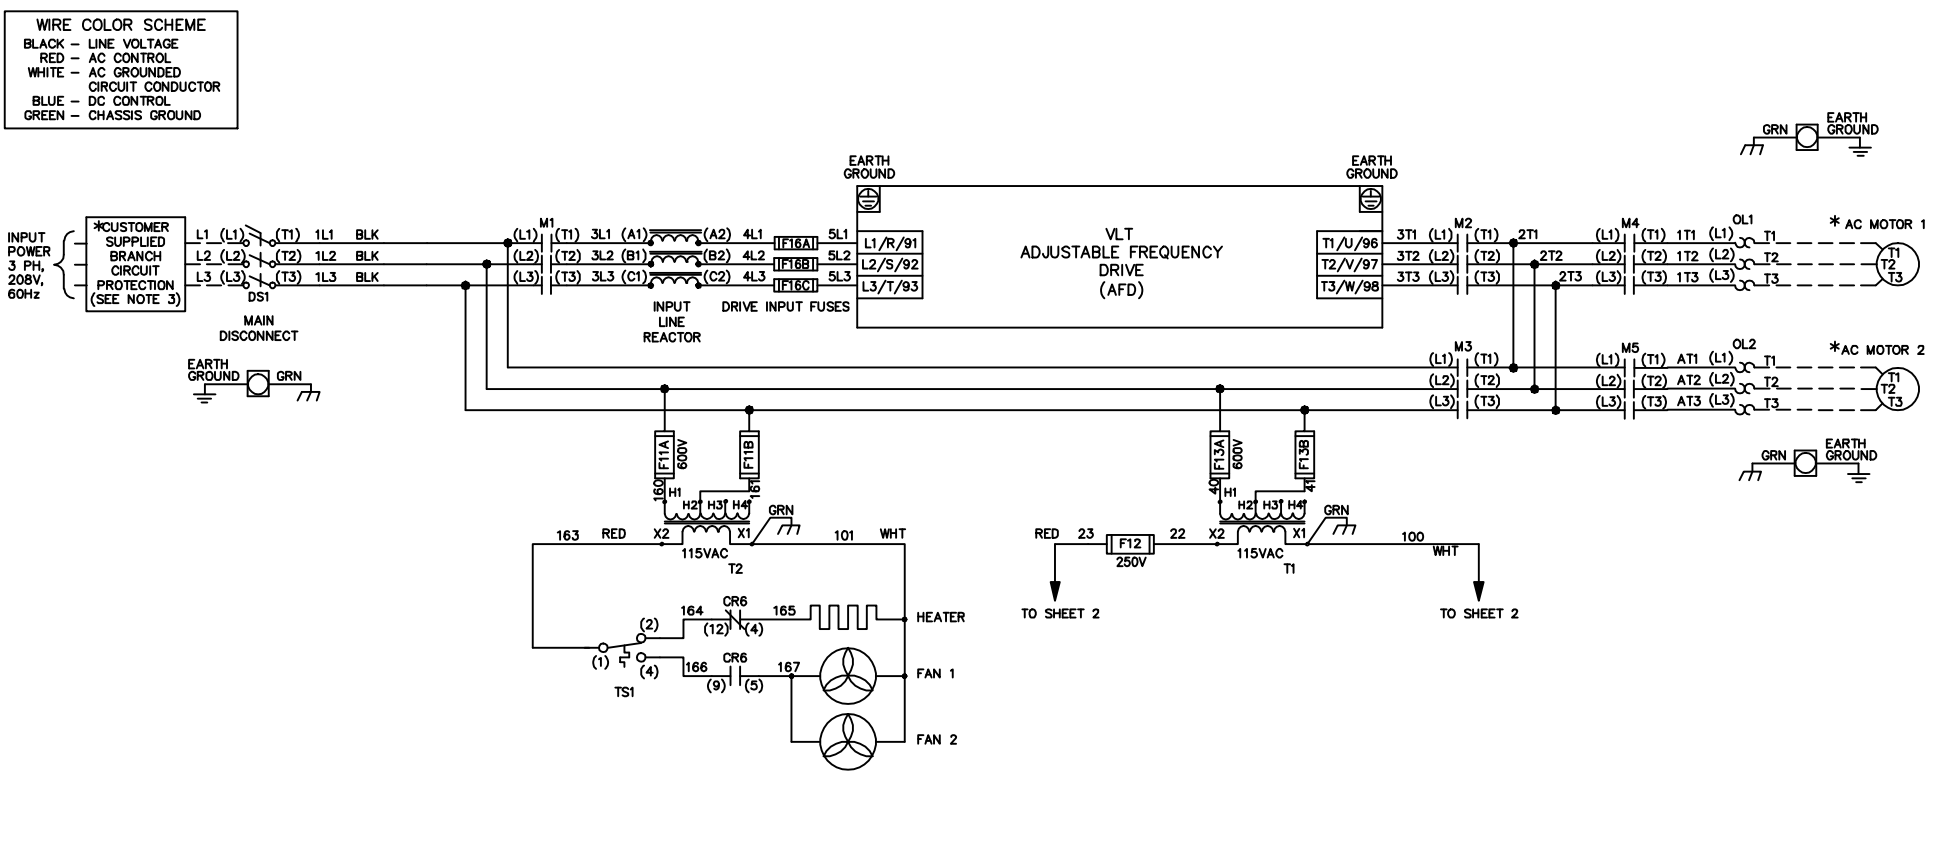 WIRE COLOR SCHEME
BLACK - LINE VOLTAGE
RED - AC CONTROL
WHITE - AC GROUNDED
CIRCUIT CONDUCTOR
BLUE - DC CONTROL
GREEN - CHASSIS GROUND
EARTH
GROUND
GRN
EARTH
GROUND
EARTH
GROUND
INPUT
POWER
3 PH,
208V,
60Hz
*CUSTOMER
SUPPLIED
BRANCH
CIRCUIT
PROTECTION
(SEE NOTE 3)
L1 (L1) (T1) 1L1 BLK
L2 (L2) (T2) 1L2 BLK
L3 (L3) (T3) 1L3 BLK
DS1
MAIN
DISCONNECT
EARTH
GROUND
GRN
M1
(L1) (T1) 3L1 (A1) (A2) 4L1 F16A 5L1 L1/R/91
(L2) (T2) 3L2 (B1) (B2) 4L2 F16B 5L2 L2/S/92
(L3) (T3) 3L3 (C1) (C2) 4L3 F16C 5L3 L3/T/93
INPUT
LINE
REACTOR
DRIVE INPUT FUSES
VLT
ADJUSTABLE FREQUENCY
DRIVE
(AFD)
M2 M4 OL1 * AC MOTOR 1
T1/U/96 3T1 (L1) (T1) 2T1 (L1) (T1) 1T1 (L1) T1
T2/V/97 3T2 (L2) (T2) 2T2 (L2) (T2) 1T2 (L2) T2
T3/W/98 3T3 (L3) (T3) 2T3 (L3) (T3) 1T3 (L3) T3
T1
T2
T3
M3 M5 OL2 *AC MOTOR 2
(L1) (T1) (L1) (T1) AT1 (L1) T1
(L2) (T2) (L2) (T2) AT2 (L2) T2
(L3) (T3) (L3) (T3) AT3 (L3) T3
T1
T2
T3
GRN
EARTH
GROUND
F11A
600V
F11B
160
161
H1 H2 H3 H4
GRN
163 RED X2 X1 101 WHT
115VAC
T2
F13A
600V
F13B
40
41
H1 H2 H3 H4
GRN
RED 23 F12 22 X2 X1 100
WHT
250V
115VAC
T1
TO SHEET 2
TO SHEET 2
164 CR6 165 HEATER
(2) (12) (4)
(1) (4)
TS1
166 CR6 167 FAN 1
(9) (5)
FAN 2